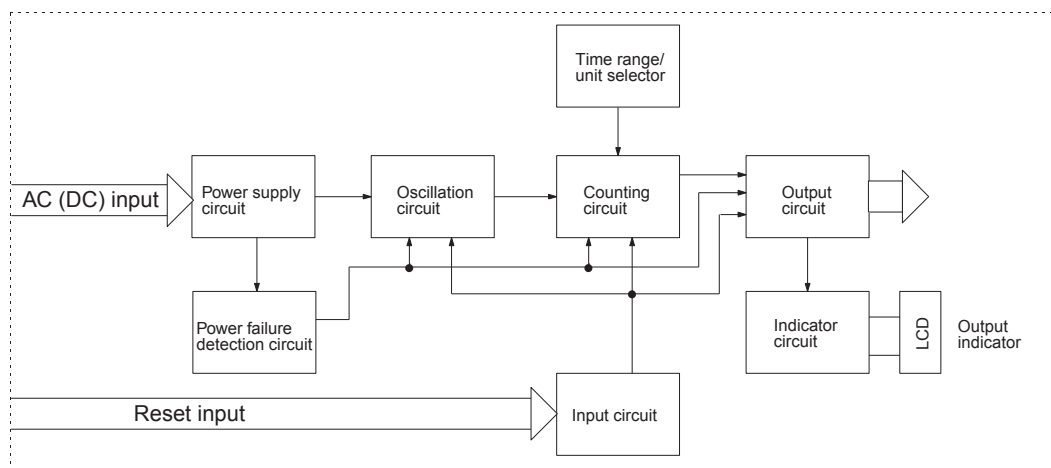 Time range/
unit selector
AC (DC) input
Power supply
circuit
Oscillation
circuit
Counting
circuit
Output
circuit
Power failure
detection circuit
Indicator
circuit
LCD
Output
indicator
Reset input
Input circuit